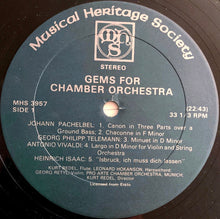 Musical Heritage Society
m
H
S
STEREO
GEMS FOR
CHAMBER ORCHESTRA
MHS 3957
SIDE 1
(22:43)
33 1/3 RPM
JOHANN PACHELBEL: 1. Canon in Three Parts over a
Ground Bass; 2. Chaconne in F Minor
GEORG PHILIPP TELEMANN: 3. Minuet in D Minor
ANTONIO VIVALDI: 4. Largo in D Minor for Violin and String
Orchestra
HEINRICH ISAAC: 5. "Isbruck, ich muss dich lassen"
KURT REDEL, Flute; LEONARD HOKANSON, Harpsichord;
GEORG RETYI, Violin; PRO ARTE CHAMBER ORCHESTRA, MUNICH
KURT REDEL, Director
Licensed from Erato